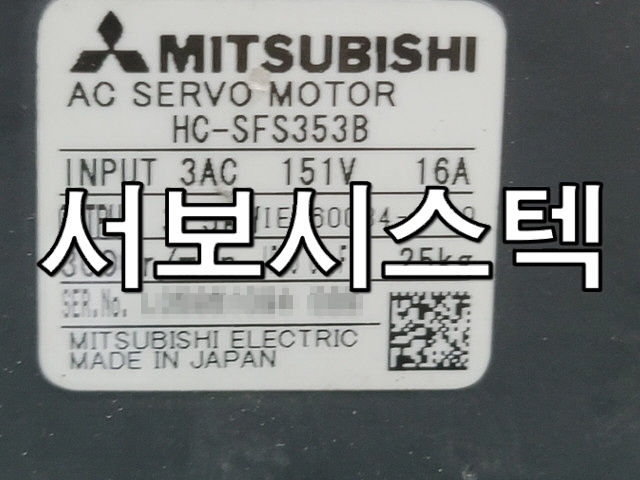 MITSUBISHI
AC SERVO MOTOR
HC-SFS353B
INPUT 3AC 151V 16A
서보시스텍
25kg
SER.No.
MITSUBISHI ELECTRIC
MADE IN JAPAN